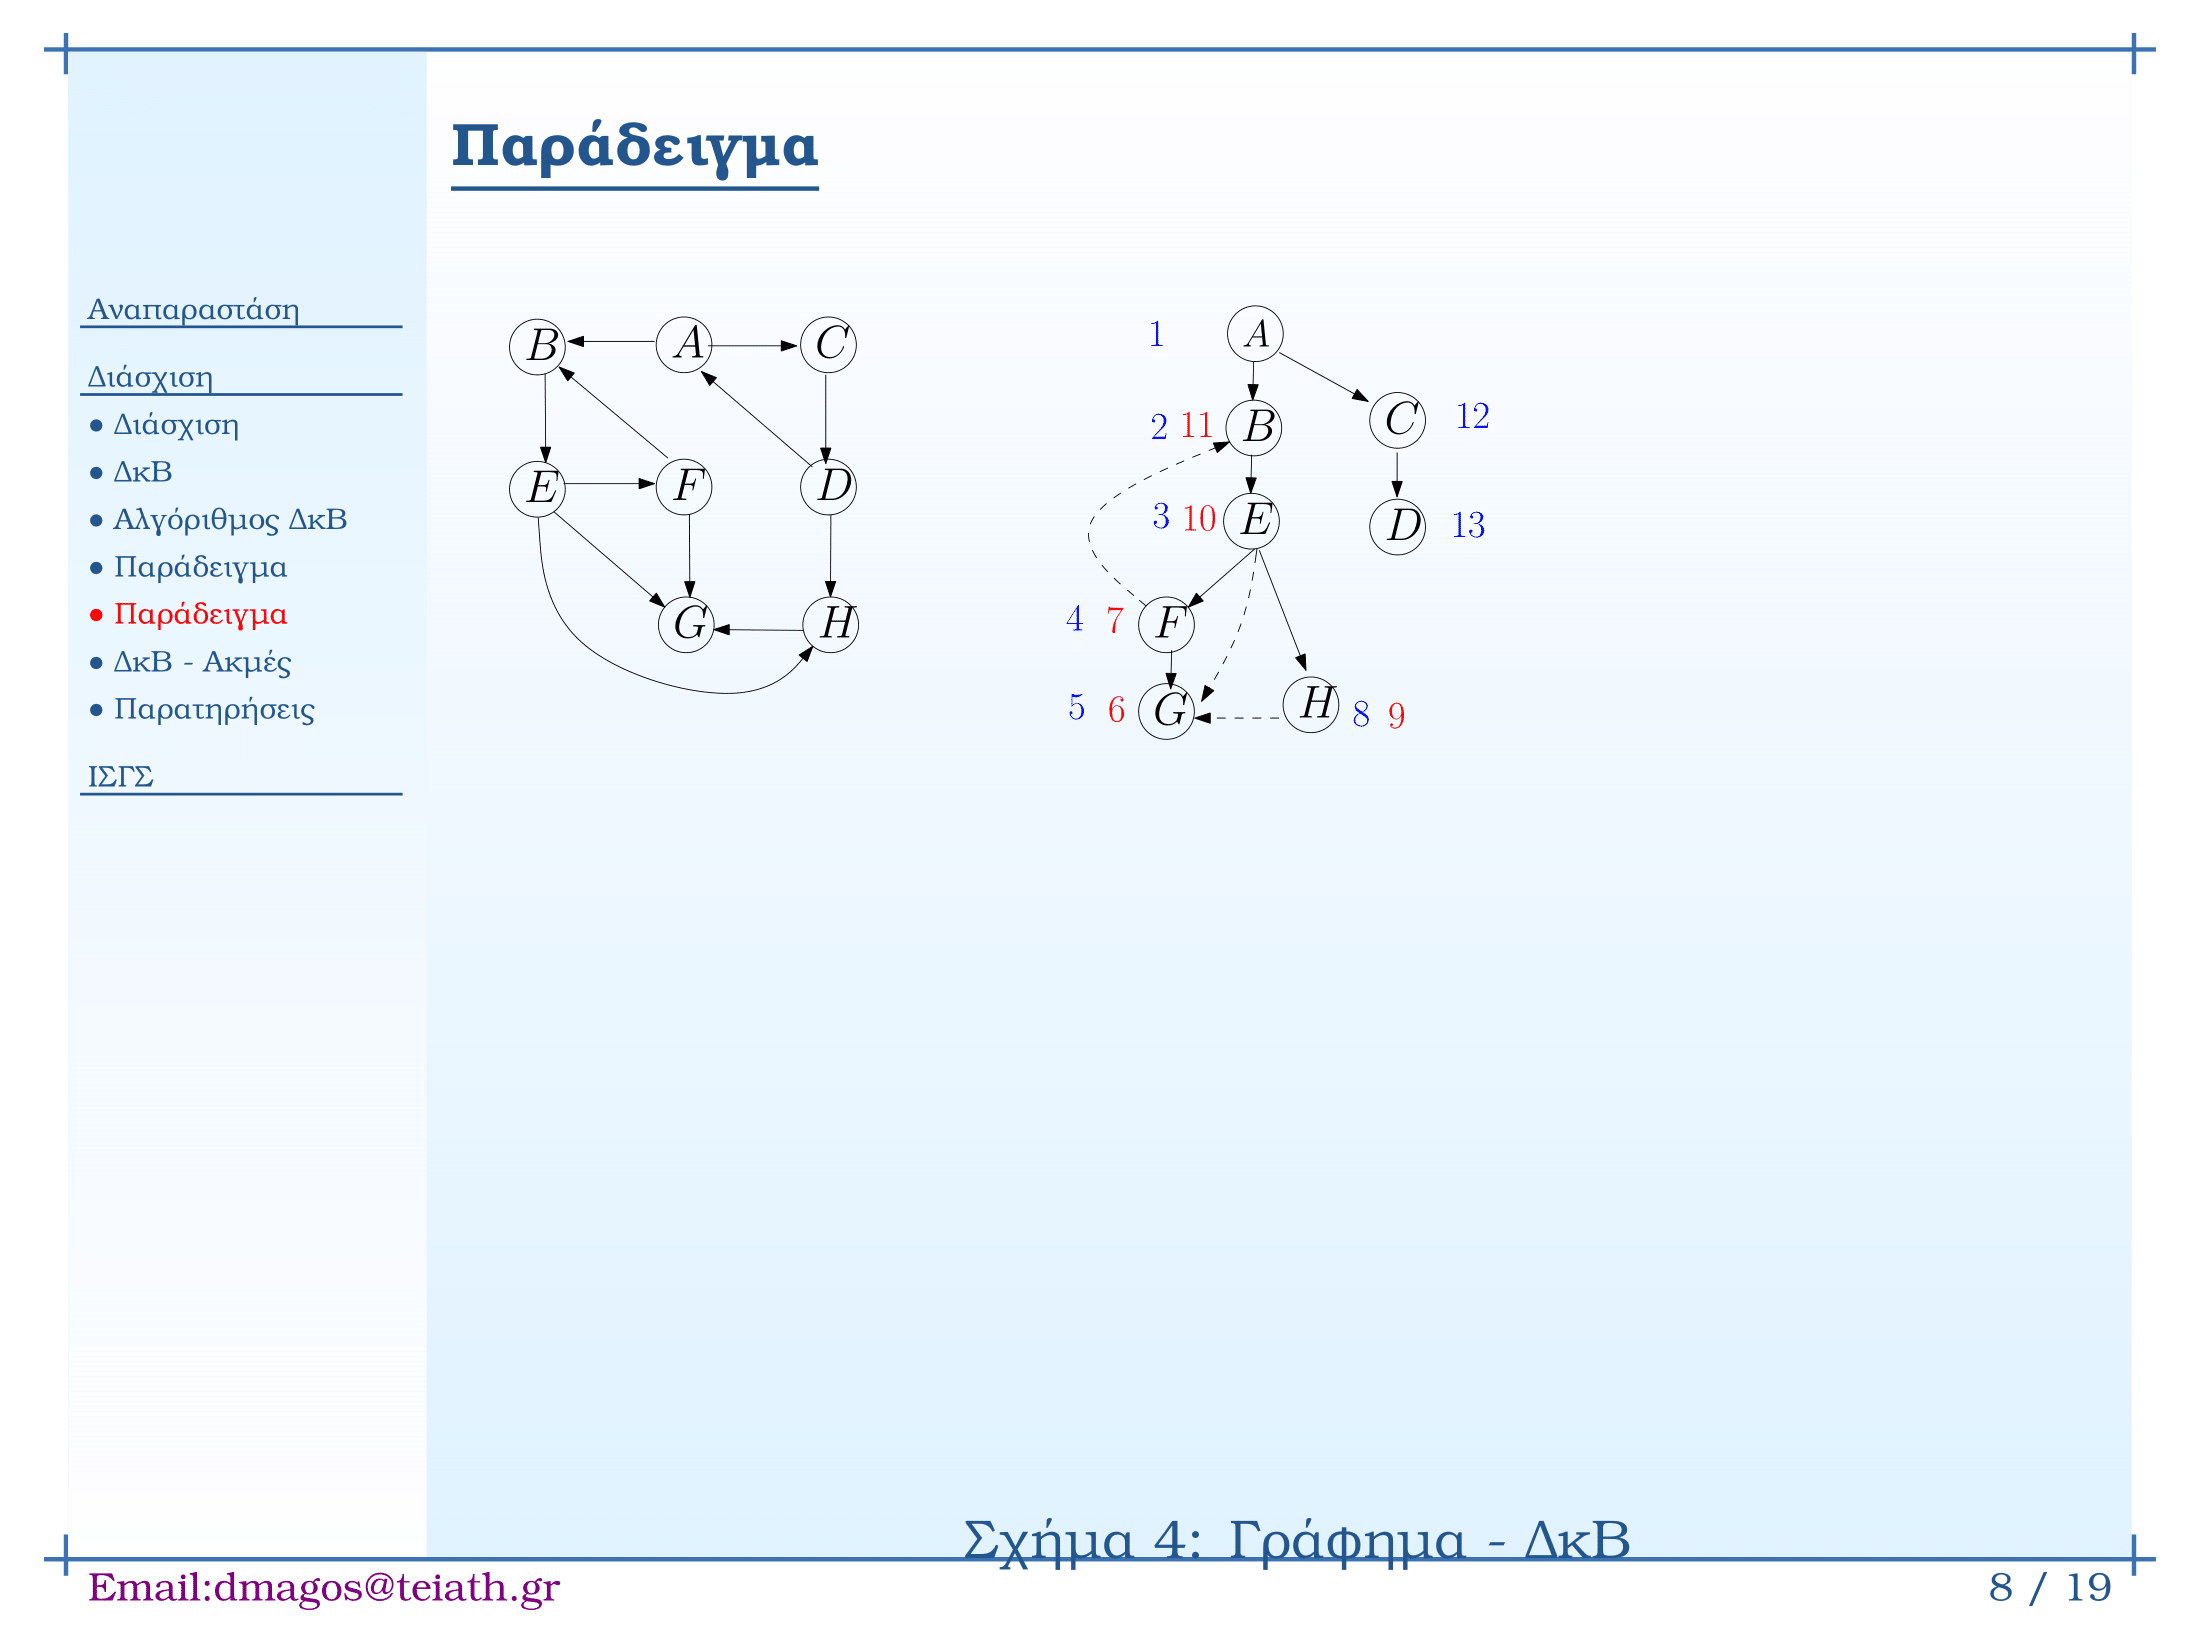 Παράδειγμα
Αναπαραστάση
Διάσχιση
● Διάσχιση
● ΔκΒ
● Αλγόριθμος ΔκΒ
● Παράδειγμα
● Παράδειγμα
● ΔκΒ - Ακμές
● Παρατηρήσεις
ΙΣΓΣ
B A C
E F D
G H
1 A
2 11 B C 12
3 10 E D 13
4 7 F
5 6 G H 8 9
Σχήμα 4: Γράφημα - ΔκΒ
Email:dmagos@teiath.gr
8 / 19